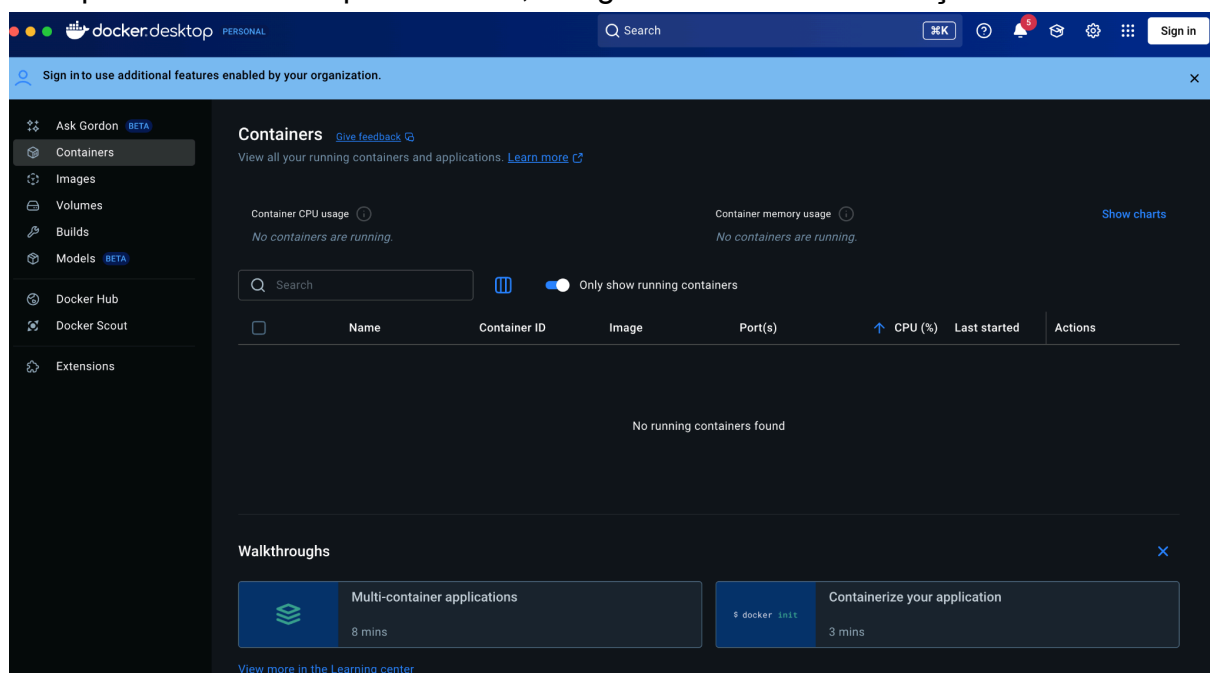 docker.desktop PERSONAL
Search
⌘K
5
Sign in
Sign in to use additional features enabled by your organization.
Ask Gordon BETA
Containers
Images
Volumes
Builds
Models BETA
Docker Hub
Docker Scout
Extensions
Containers Give feedback
View all your running containers and applications. Learn more
Container CPU usage
No containers are running.
Container memory usage
No containers are running.
Show charts
Search
Only show running containers
Name Container ID Image Port(s) CPU (%) Last started Actions
No running containers found
Walkthroughs
Multi-container applications
8 mins
$ docker init
Containerize your application
3 mins
View more in the Learning center